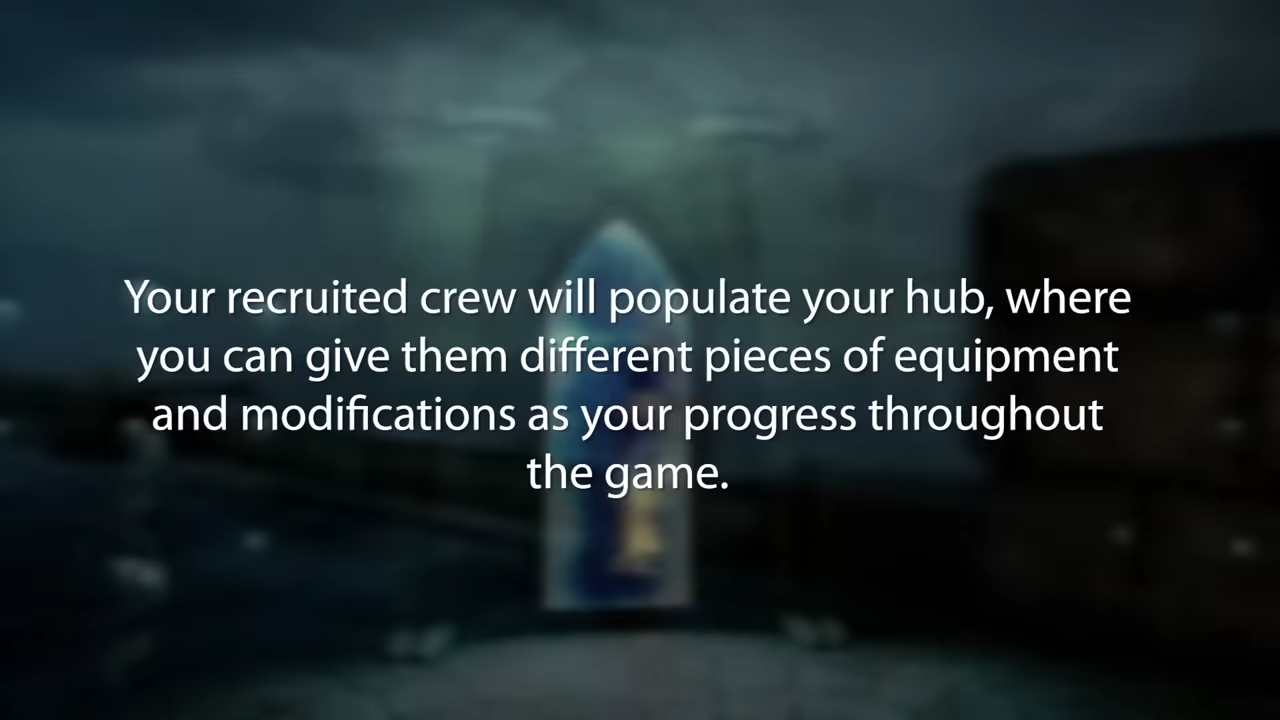 Your recruited crew will populate your hub, where
you can give them different pieces of equipment
and modifications as your progress throughout
the game.